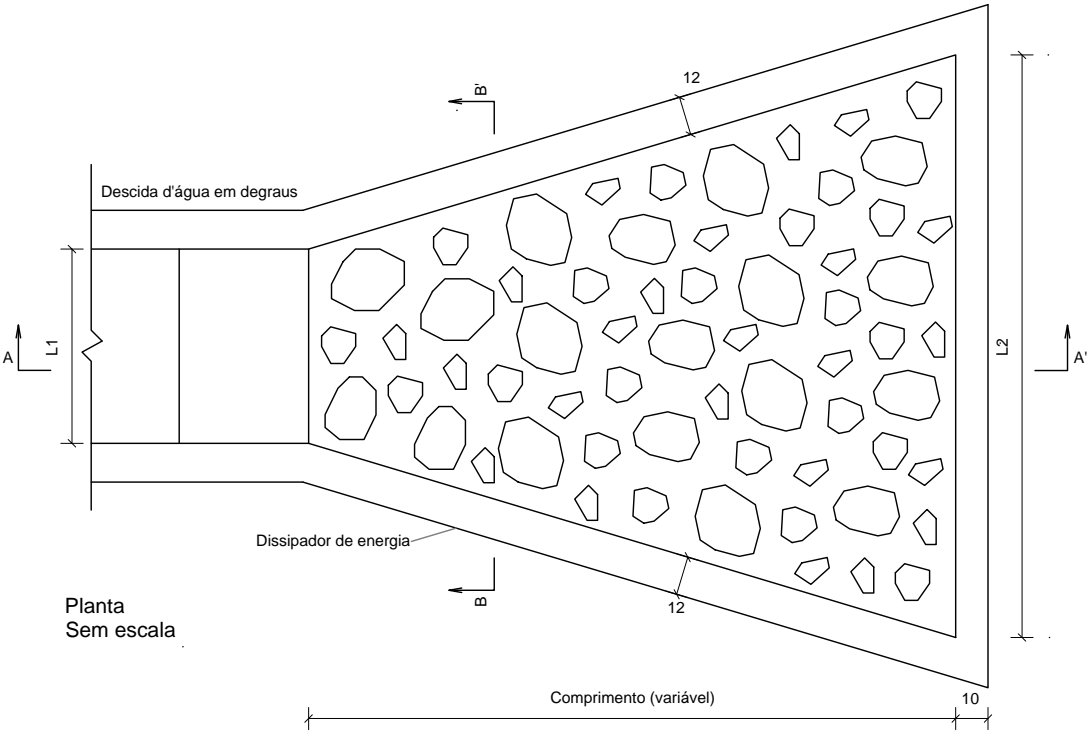 12
B'
Descida d'água em degraus
A
L1
L2
A'
Dissipador de energia
B
12
Planta
Sem escala
Comprimento (variável)
10